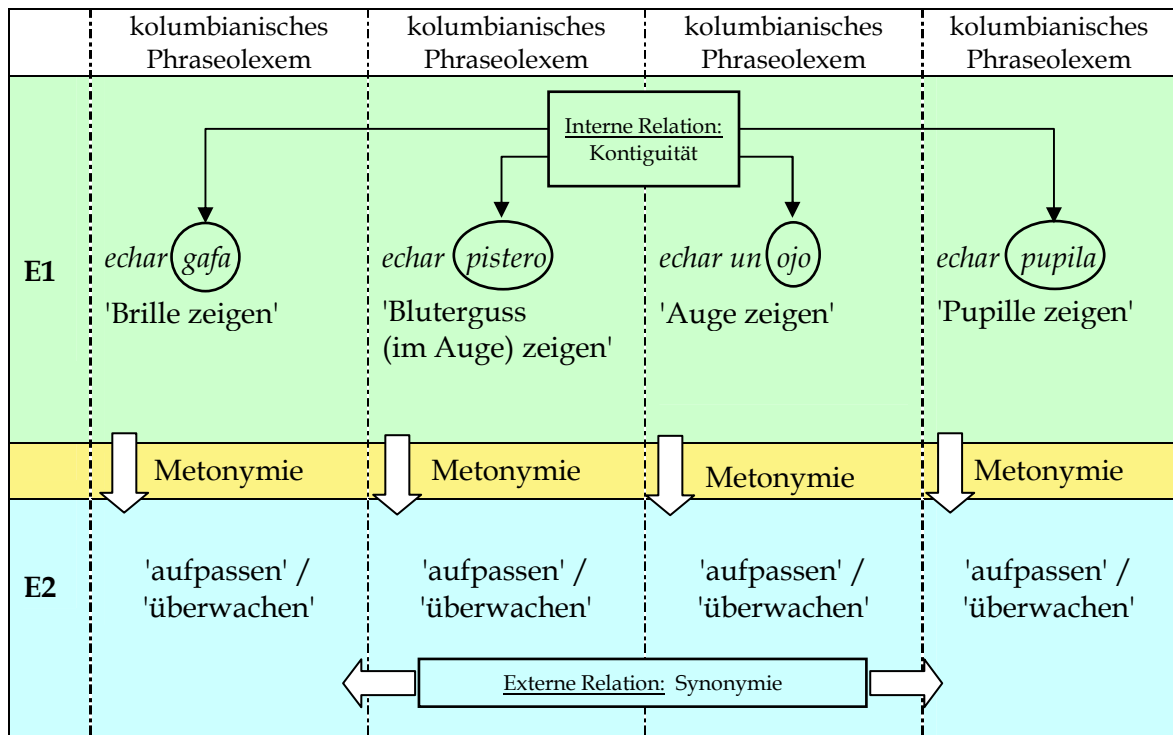 kolumbianisches kolumbianisches kolumbianisches kolumbianisches
Phraseolexem Phraseolexem Phraseolexem Phraseolexem
Interne Relation:
Kontiguität
E1
echar gafa
'Brille zeigen'
echar pistero
'Bluterguss
(im Auge) zeigen'
echar un ojo
'Auge zeigen'
echar pupila
'Pupille zeigen'
Metonymie Metonymie Metonymie Metonymie
E2
'aufpassen' /
'überwachen'
'aufpassen' /
'überwachen'
'aufpassen' /
'überwachen'
'aufpassen' /
'überwachen'
Externe Relation: Synonymie